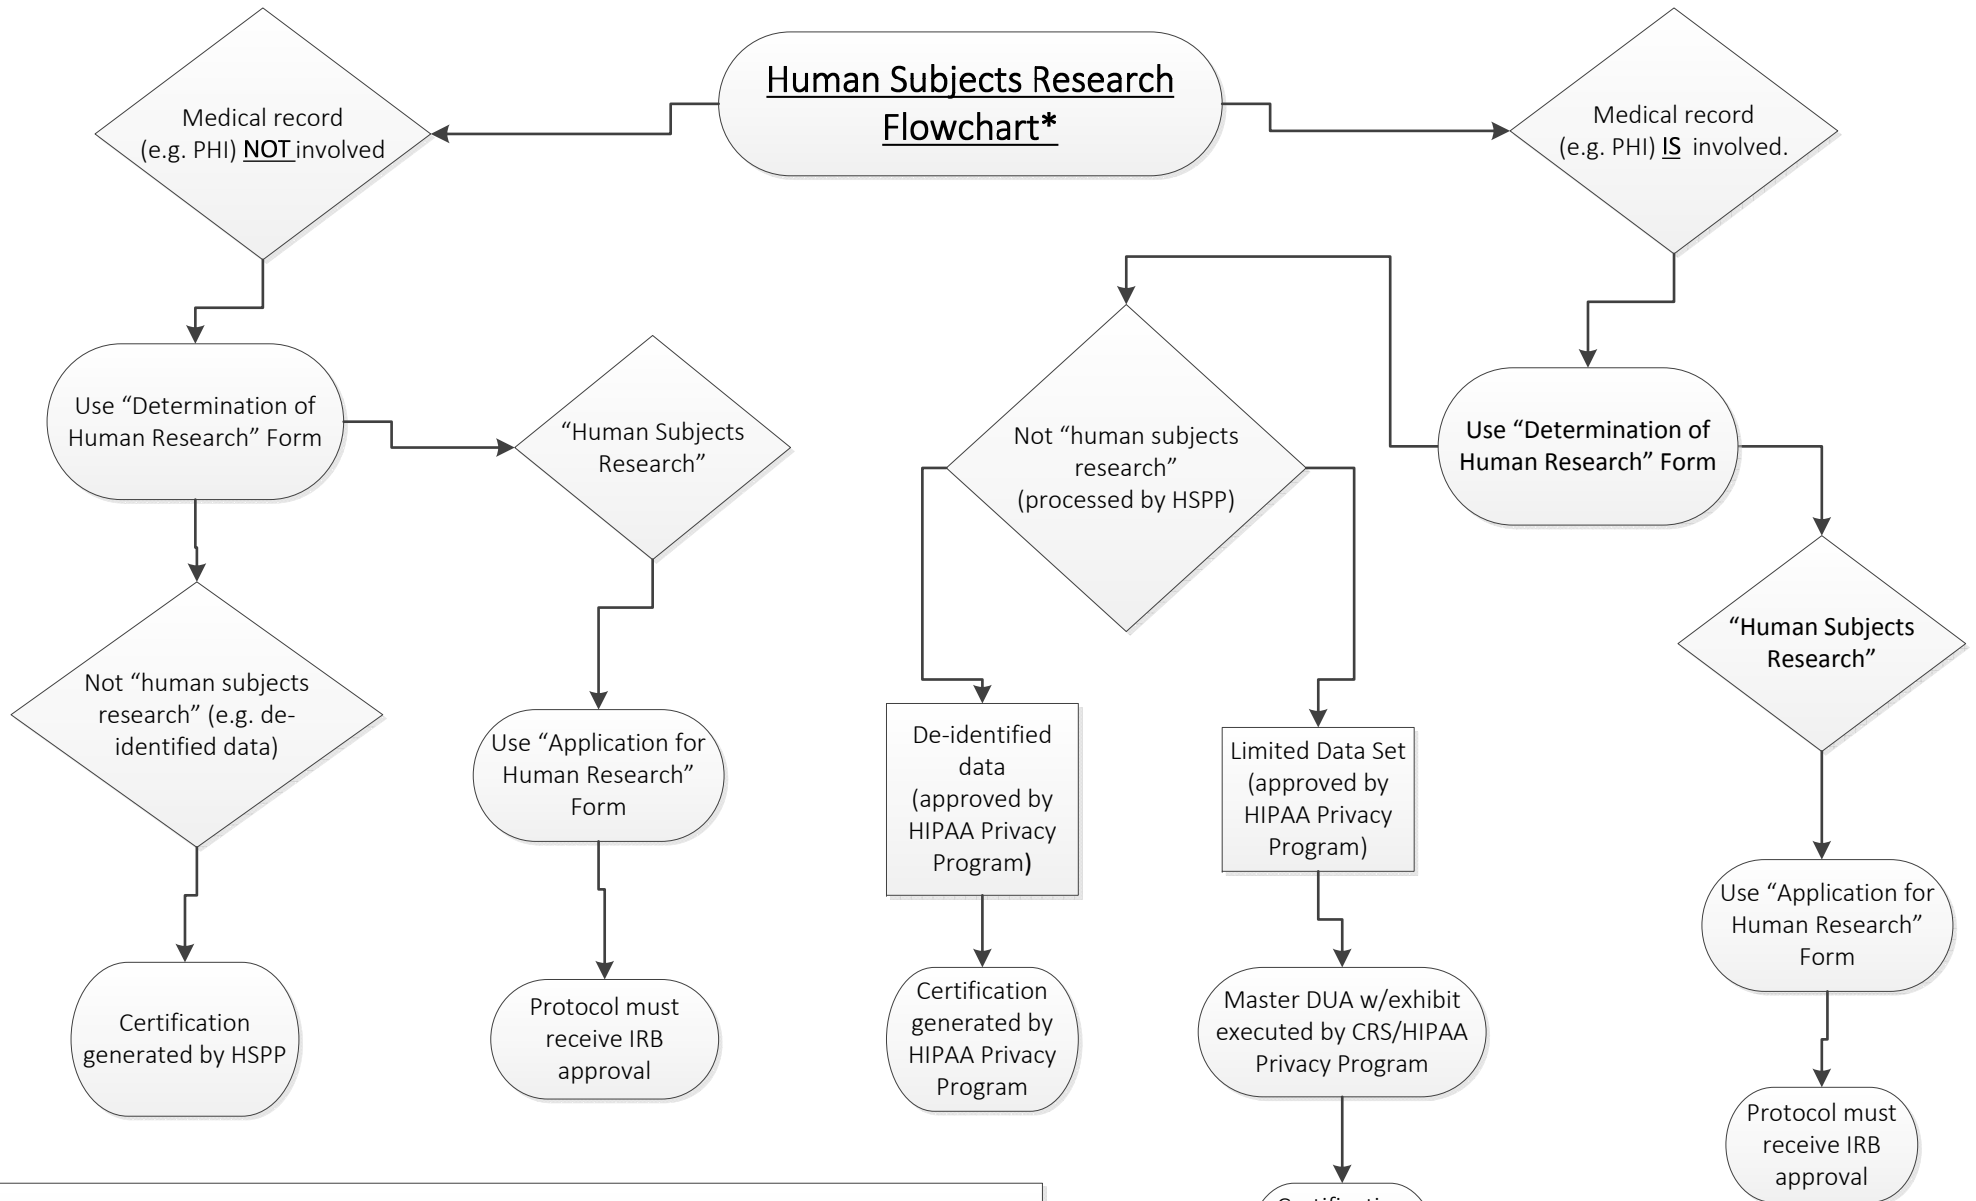 Human Subjects Research
Flowchart*
Medical record
(e.g. PHI) NOT involved
Medical record
(e.g. PHI) IS involved.
Use “Determination of
Human Research” Form
“Human Subjects
Research”
Not “human subjects
research”
(processed by HSPP)
Use “Determination of
Human Research” Form
“Human Subjects
Research”
Not “human subjects
research” (e.g. de-
identified data)
Use “Application for
Human Research”
Form
De-identified
data
(approved by
HIPAA Privacy
Program)
Limited Data Set
(approved by
HIPAA Privacy
Program)
Use “Application for
Human Research”
Form
Certification
generated by HSPP
Protocol must
receive IRB
approval
Certification
generated by
HIPAA Privacy
Program
Master DUA w/exhibit
executed by CRS/HIPAA
Privacy Program
Protocol must
receive IRB
approval